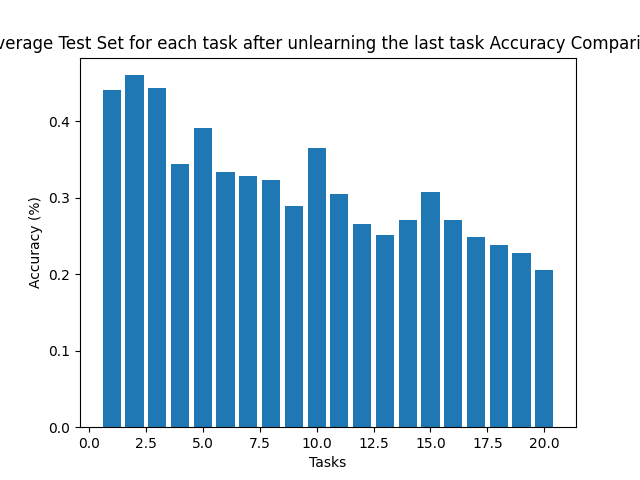 verage Test Set for each task after unlearning the last task Accuracy Compari
0.4
0.3
0.2
0.1
0.0
Accuracy (%)
0.0 2.5 5.0 7.5 10.0 12.5 15.0 17.5 20.0
Tasks